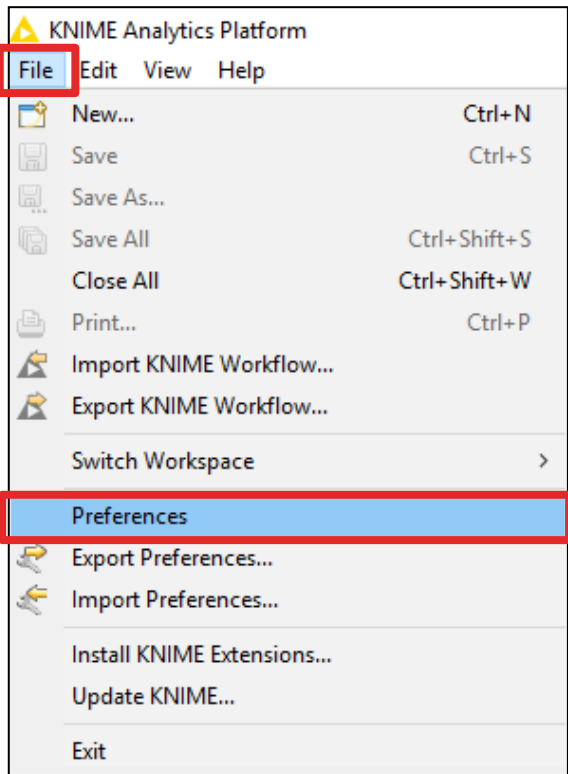 KNIME Analytics Platform
File Edit View Help
New... Ctrl+N
Save Ctrl+S
Save As...
Save All Ctrl+Shift+S
Close All Ctrl+Shift+W
Print... Ctrl+P
Import KNIME Workflow...
Export KNIME Workflow...
Switch Workspace
Preferences
Export Preferences...
Import Preferences...
Install KNIME Extensions...
Update KNIME...
Exit